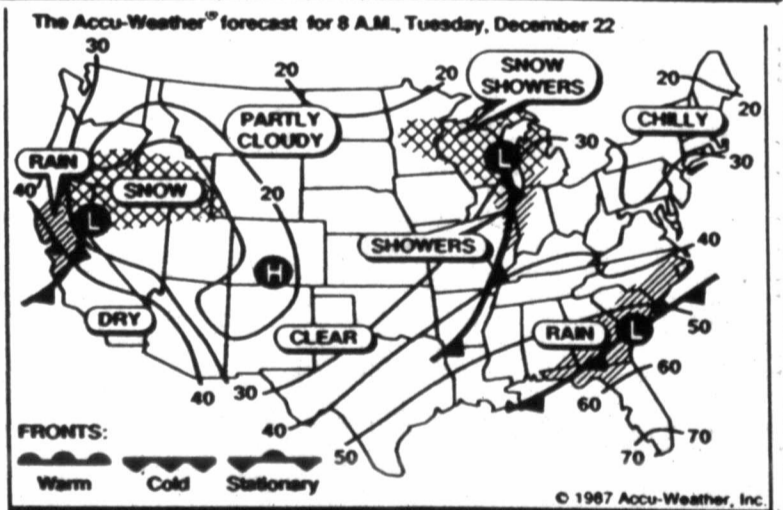 The Accu-Weather® forecast for 8 A.M., Tuesday, December 22
30
20
20
SNOW
SHOWERS
20
20
PARTLY
CLOUDY
CHILLY
30
30
RAIN
40
SNOW
20
L
L
H
SHOWERS
40
DRY
CLEAR
RAIN
L
50
60
60
40
30
40
50
70
70
FRONTS:
Warm
Cold
Stationary
© 1987 Accu-Weather, Inc.